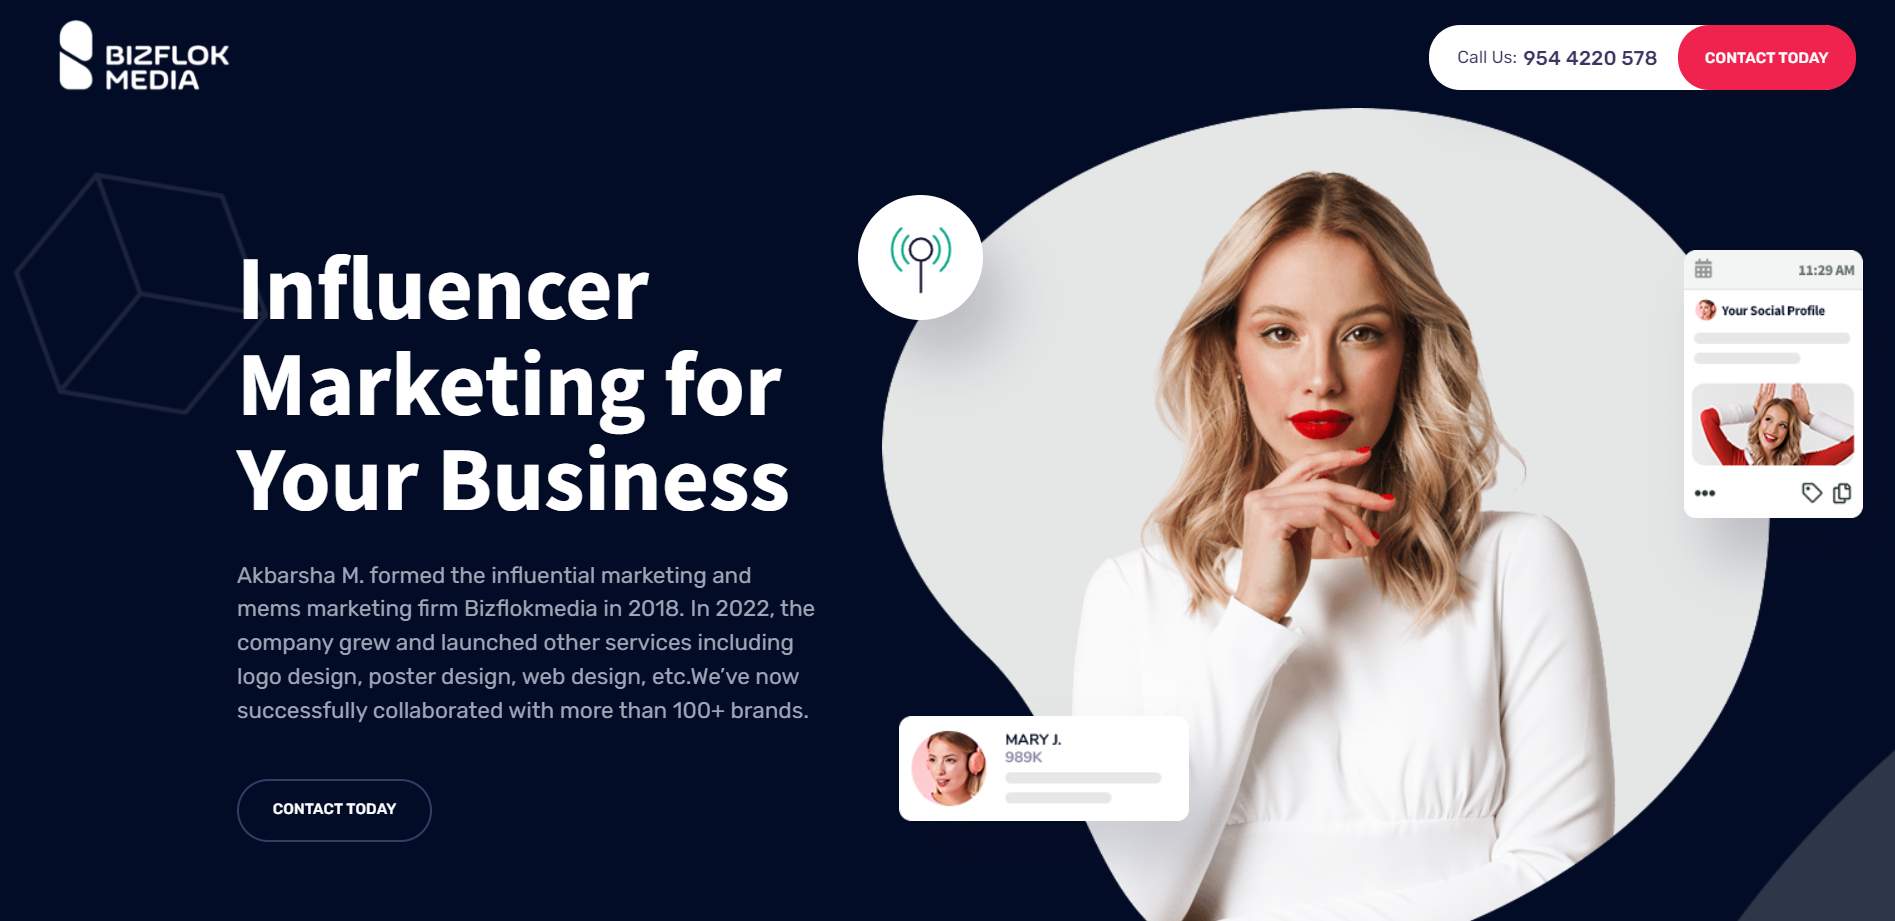 BIZFLOK
MEDIA
Call Us: 954 4220 578
CONTACT TODAY
Influencer
Marketing for
Your Business
Akbarsha M. formed the influential marketing and
mems marketing firm Bizflokmedia in 2018. In 2022, the
company grew and launched other services including
logo design, poster design, web design, etc.We’ve now
successfully collaborated with more than 100+ brands.
CONTACT TODAY
11:29 AM
Your Social Profile
MARY J.
989K